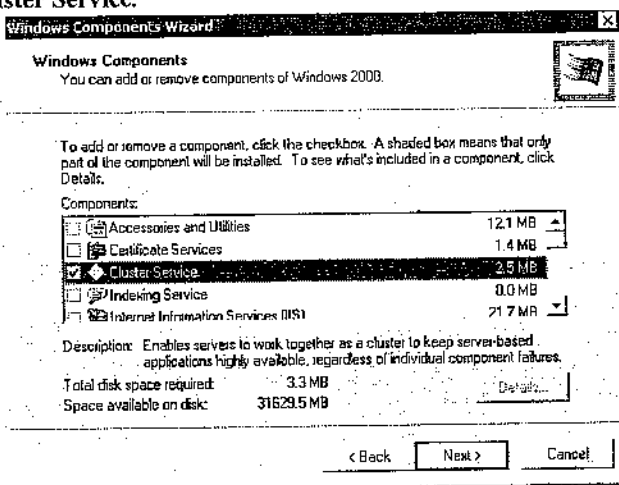 ster Service.
Windows Components Wizard
Windows Components
You can add or remove components of Windows 2000.
To add or remove a component, click the checkbox. A shaded box means that only
part of the component will be installed. To see what's included in a component, click
Details.
Components:
Accessories and Utilities 12.1 MB
Certificate Services 1.4 MB
Cluster Service 2.5 MB
Indexing Service 0.0 MB
Internet Information Services (IIS) 21.7 MB
Description: Enables servers to work together as a cluster to keep server-based
applications highly available, regardless of individual component failures.
Total disk space required: 3.3 MB
Space available on disk: 31629.5 MB
Details...
< Back Next > Cancel